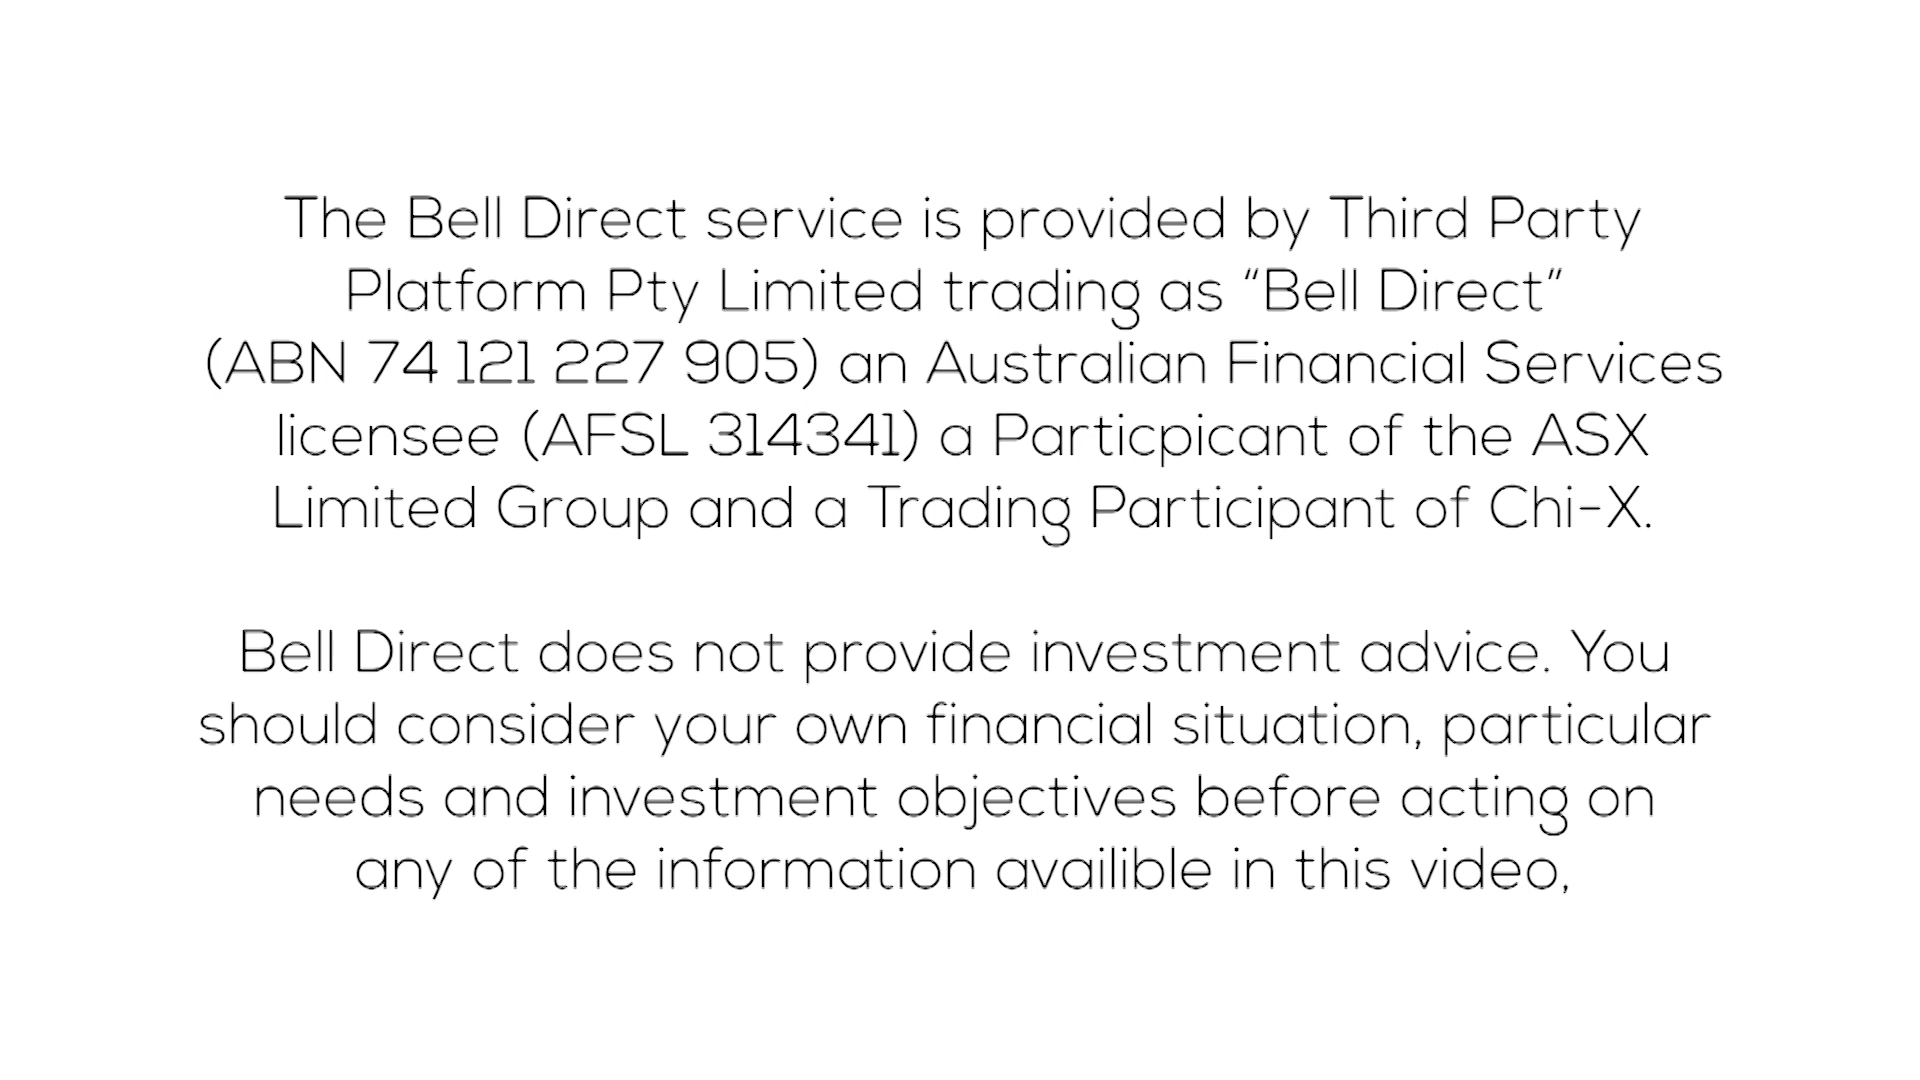 The Bell Direct service is provided by Third Party
Platform Pty Limited trading as “Bell Direct”
(ABN 74 121 227 905) an Australian Financial Services
licensee (AFSL 314341) a Particpicant of the ASX
Limited Group and a Trading Participant of Chi-X.
Bell Direct does not provide investment advice. You
should consider your own financial situation, particular
needs and investment objectives before acting on
any of the information availible in this video,